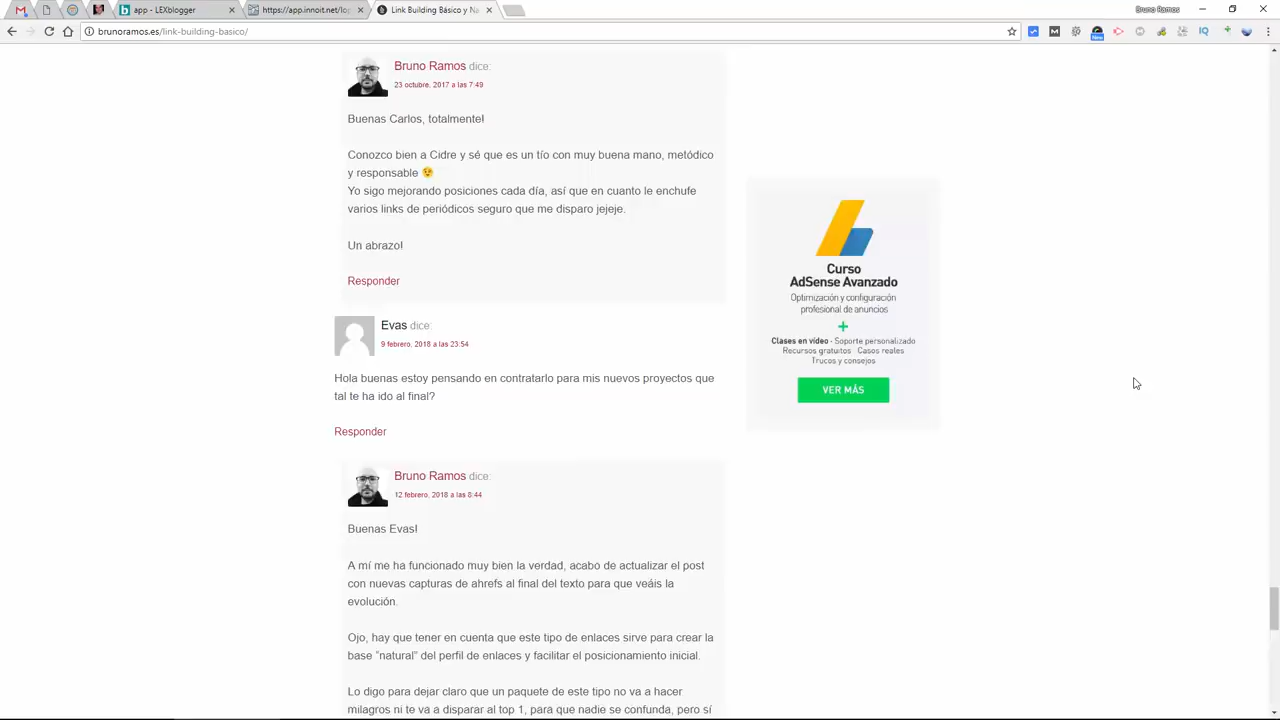 app - LEXblogger
https://app.innoit.net/lop
Link Building Básico y Na
Bruno Ramos
brunoramos.es/link-building-basico/
New
Bruno Ramos dice:
23 octubre, 2017 a las 7:49
Buenas Carlos, totalmente!
Conozco bien a Cidre y sé que es un tío con muy buena mano, metódico
y responsable 😉
Yo sigo mejorando posiciones cada día, así que en cuanto le enchufe
varios links de periódicos seguro que me disparo jejeje.
Un abrazo!
Responder
Evas dice:
9 febrero, 2018 a las 23:54
Hola buenas estoy pensando en contratarlo para mis nuevos proyectos que
tal te ha ido al final?
Responder
Bruno Ramos dice:
12 febrero, 2018 a las 8:44
Buenas Evas!
A mí me ha funcionado muy bien la verdad, acabo de actualizar el post
con nuevas capturas de ahrefs al final del texto para que veáis la
evolución.
Ojo, hay que tener en cuenta que este tipo de enlaces sirve para crear la
base “natural” del perfil de enlaces y facilitar el posicionamiento inicial.
Lo digo para dejar claro que un paquete de este tipo no va a hacer
milagros ni te va a disparar al top 1, para que nadie se confunda, pero sí
Curso
AdSense Avanzado
Optimización y configuración
profesional de anuncios
+
Clases en vídeo · Soporte personalizado
Recursos gratuitos · Casos reales
Trucos y consejos
VER MÁS